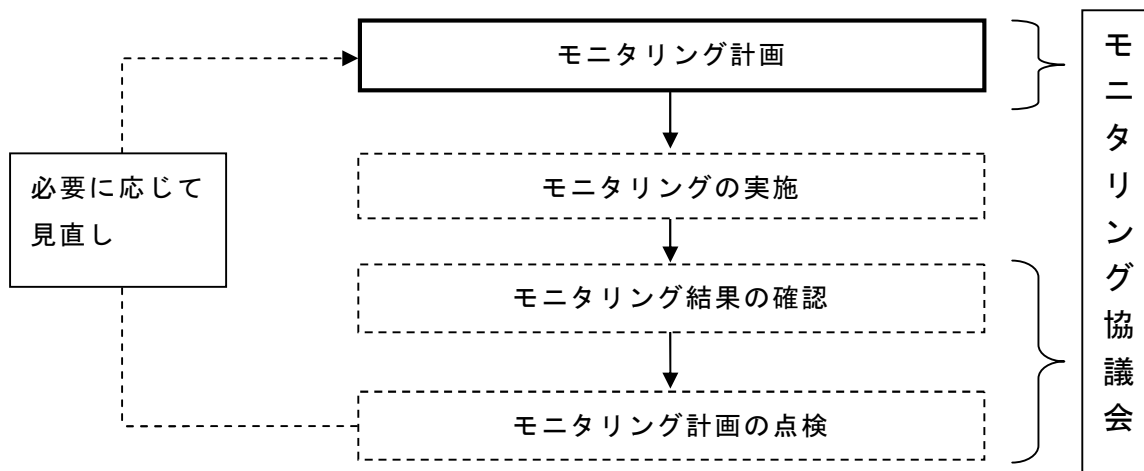 モニタリング計画
モニタリングの実施
モニタリング結果の確認
モニタリング計画の点検
必要に応じて
見直し
モニタリング協議会